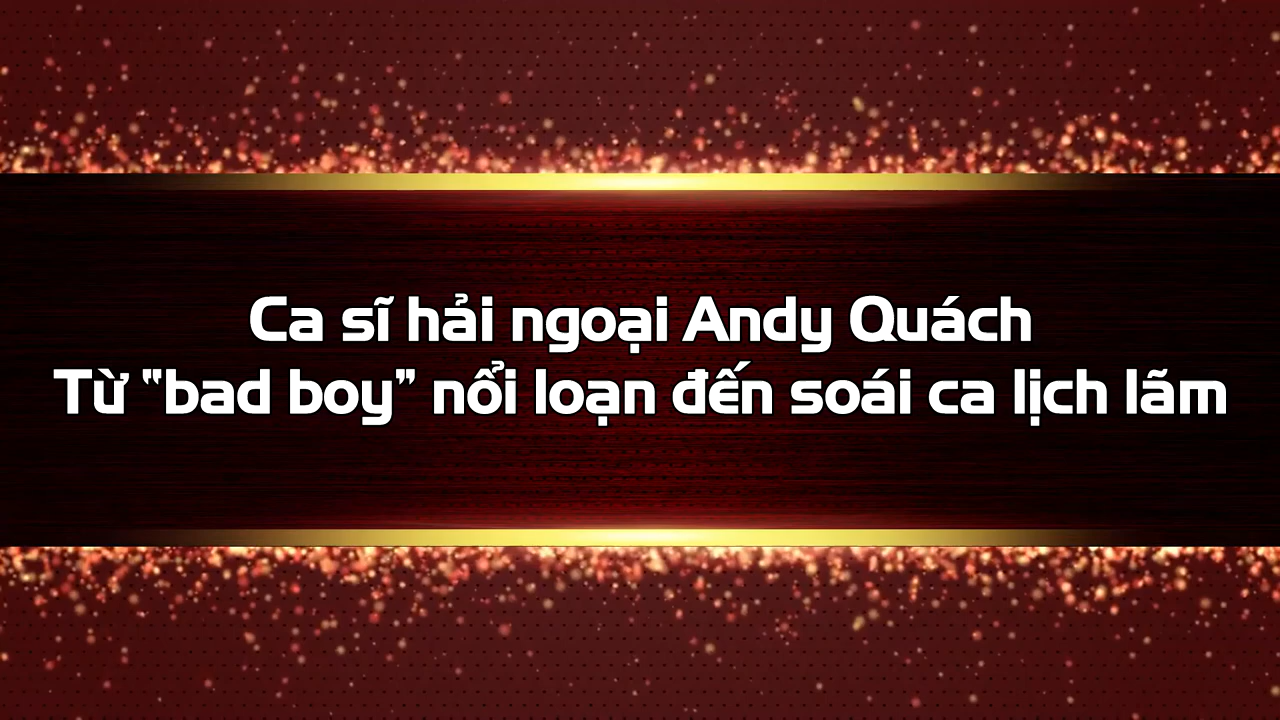 Ca sĩ hải ngoại Andy Quách
Từ “bad boy” nổi loạn đến soái ca lịch lãm